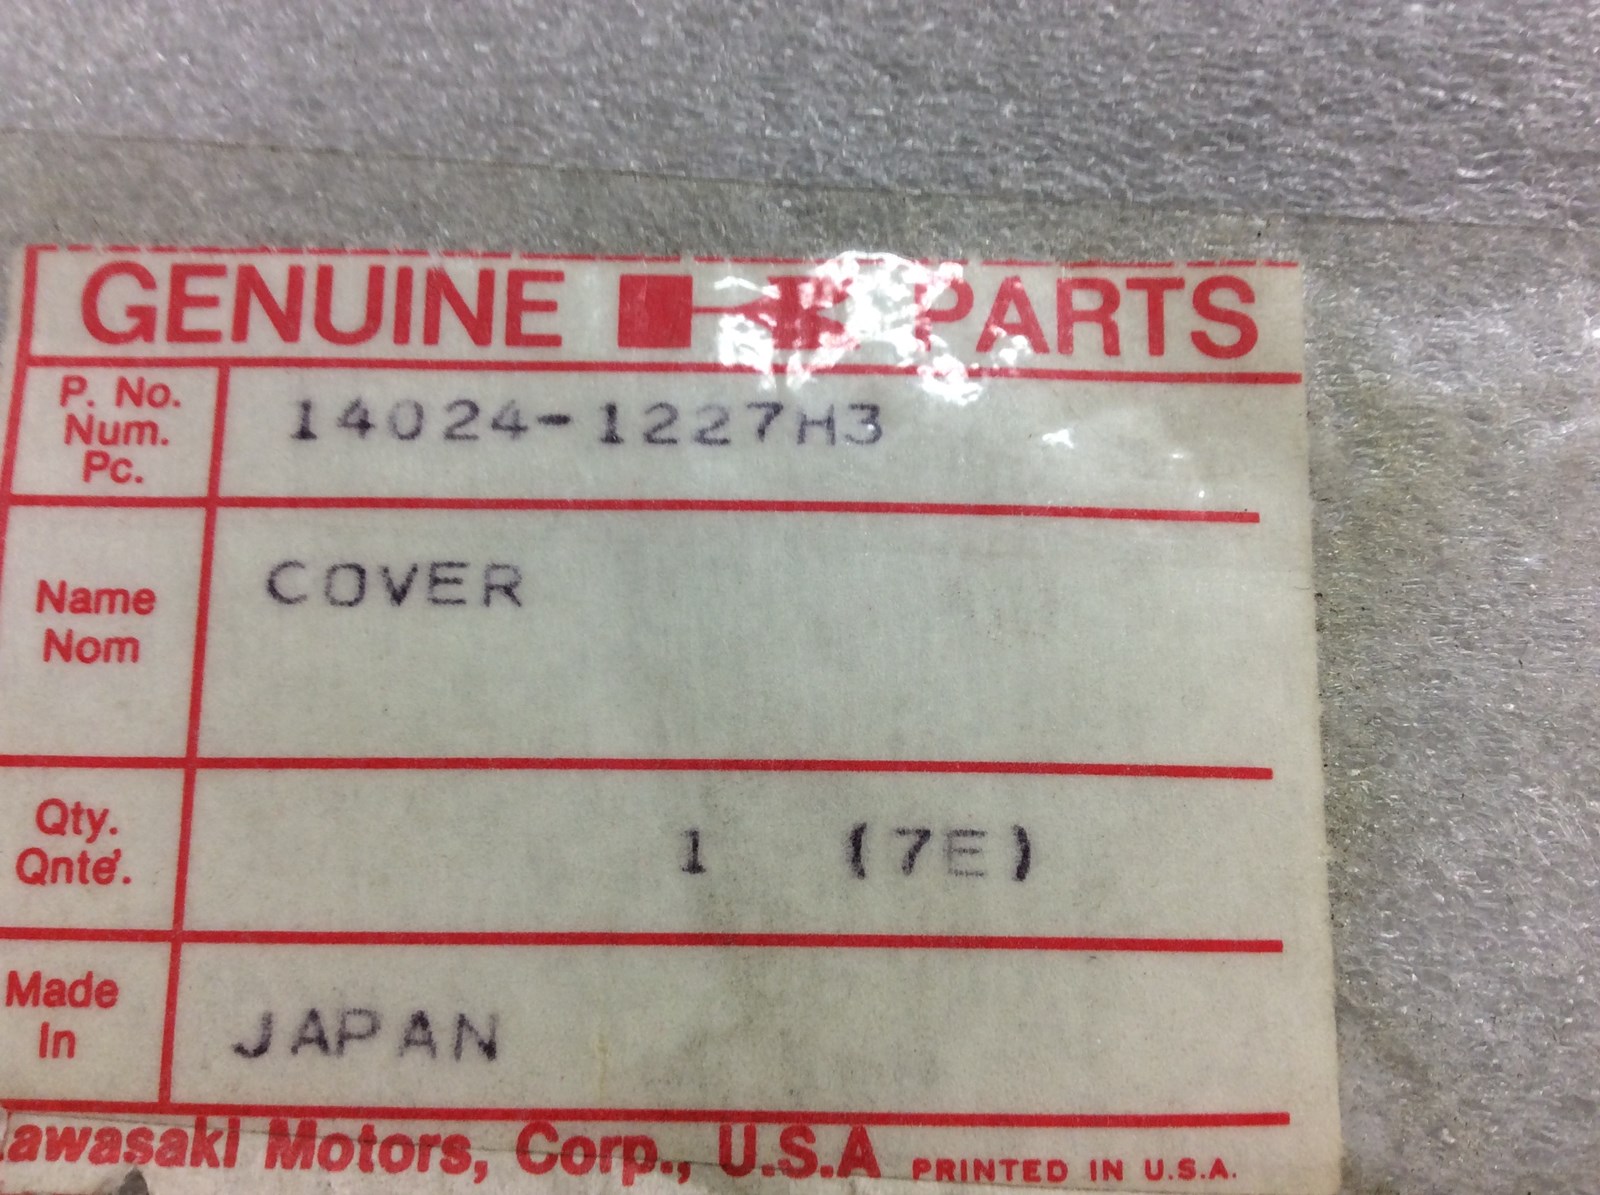 GENUINE PARTS
P. No.
Num.
Pc.
14024-1227H3
Name
Nom
COVER
Qty.
Qnté.
1 (7E)
Made
In
JAPAN
awasaki Motors, Corp., U.S.A PRINTED IN U.S.A.